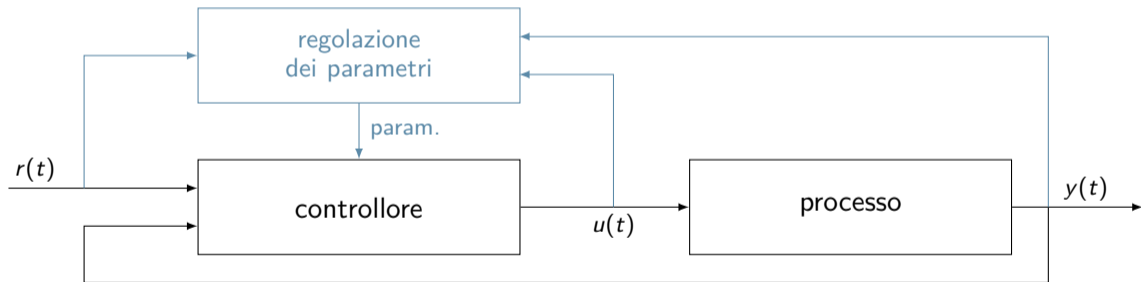 regolazione
dei parametri
param.
r(t)
controllore
u(t)
processo
y(t)